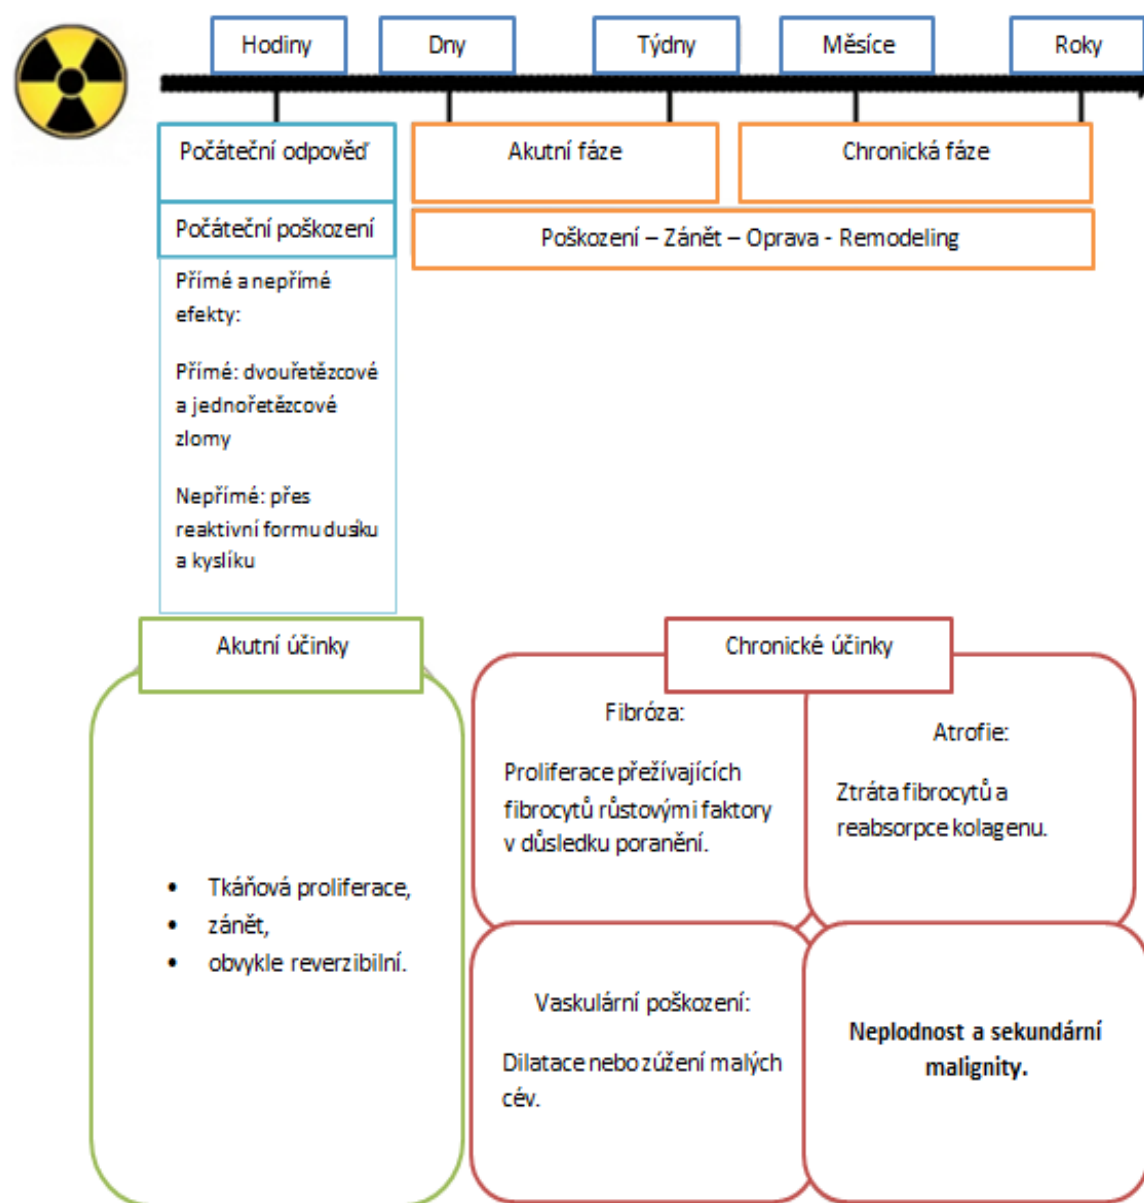 Hodiny
Dny
Týdny
Měsíce
Roky
Počáteční odpověď
Akutní fáze
Chronická fáze
Počáteční poškození
Poškození – Zánět – Oprava - Remodeling
Přímé a nepřímé
efekty:
Přímé: dvouřetězcové
a jednořetězcové
zlomy
Nepřímé: přes
reaktivní formu dusíku
a kyslíku
Akutní účinky
• Tkáňová proliferace,
• zánět,
• obvykle reverzibilní.
Chronické účinky
Fibróza:
Proliferace přežívajících
fibrocytů růstovými faktory
v důsledku poranění.
Atrofie:
Ztráta fibrocytů a
reabsorpce kolagenu.
Vaskulární poškození:
Dilatace nebo zúžení malých
cév.
Neplodnost a sekundární
malignity.